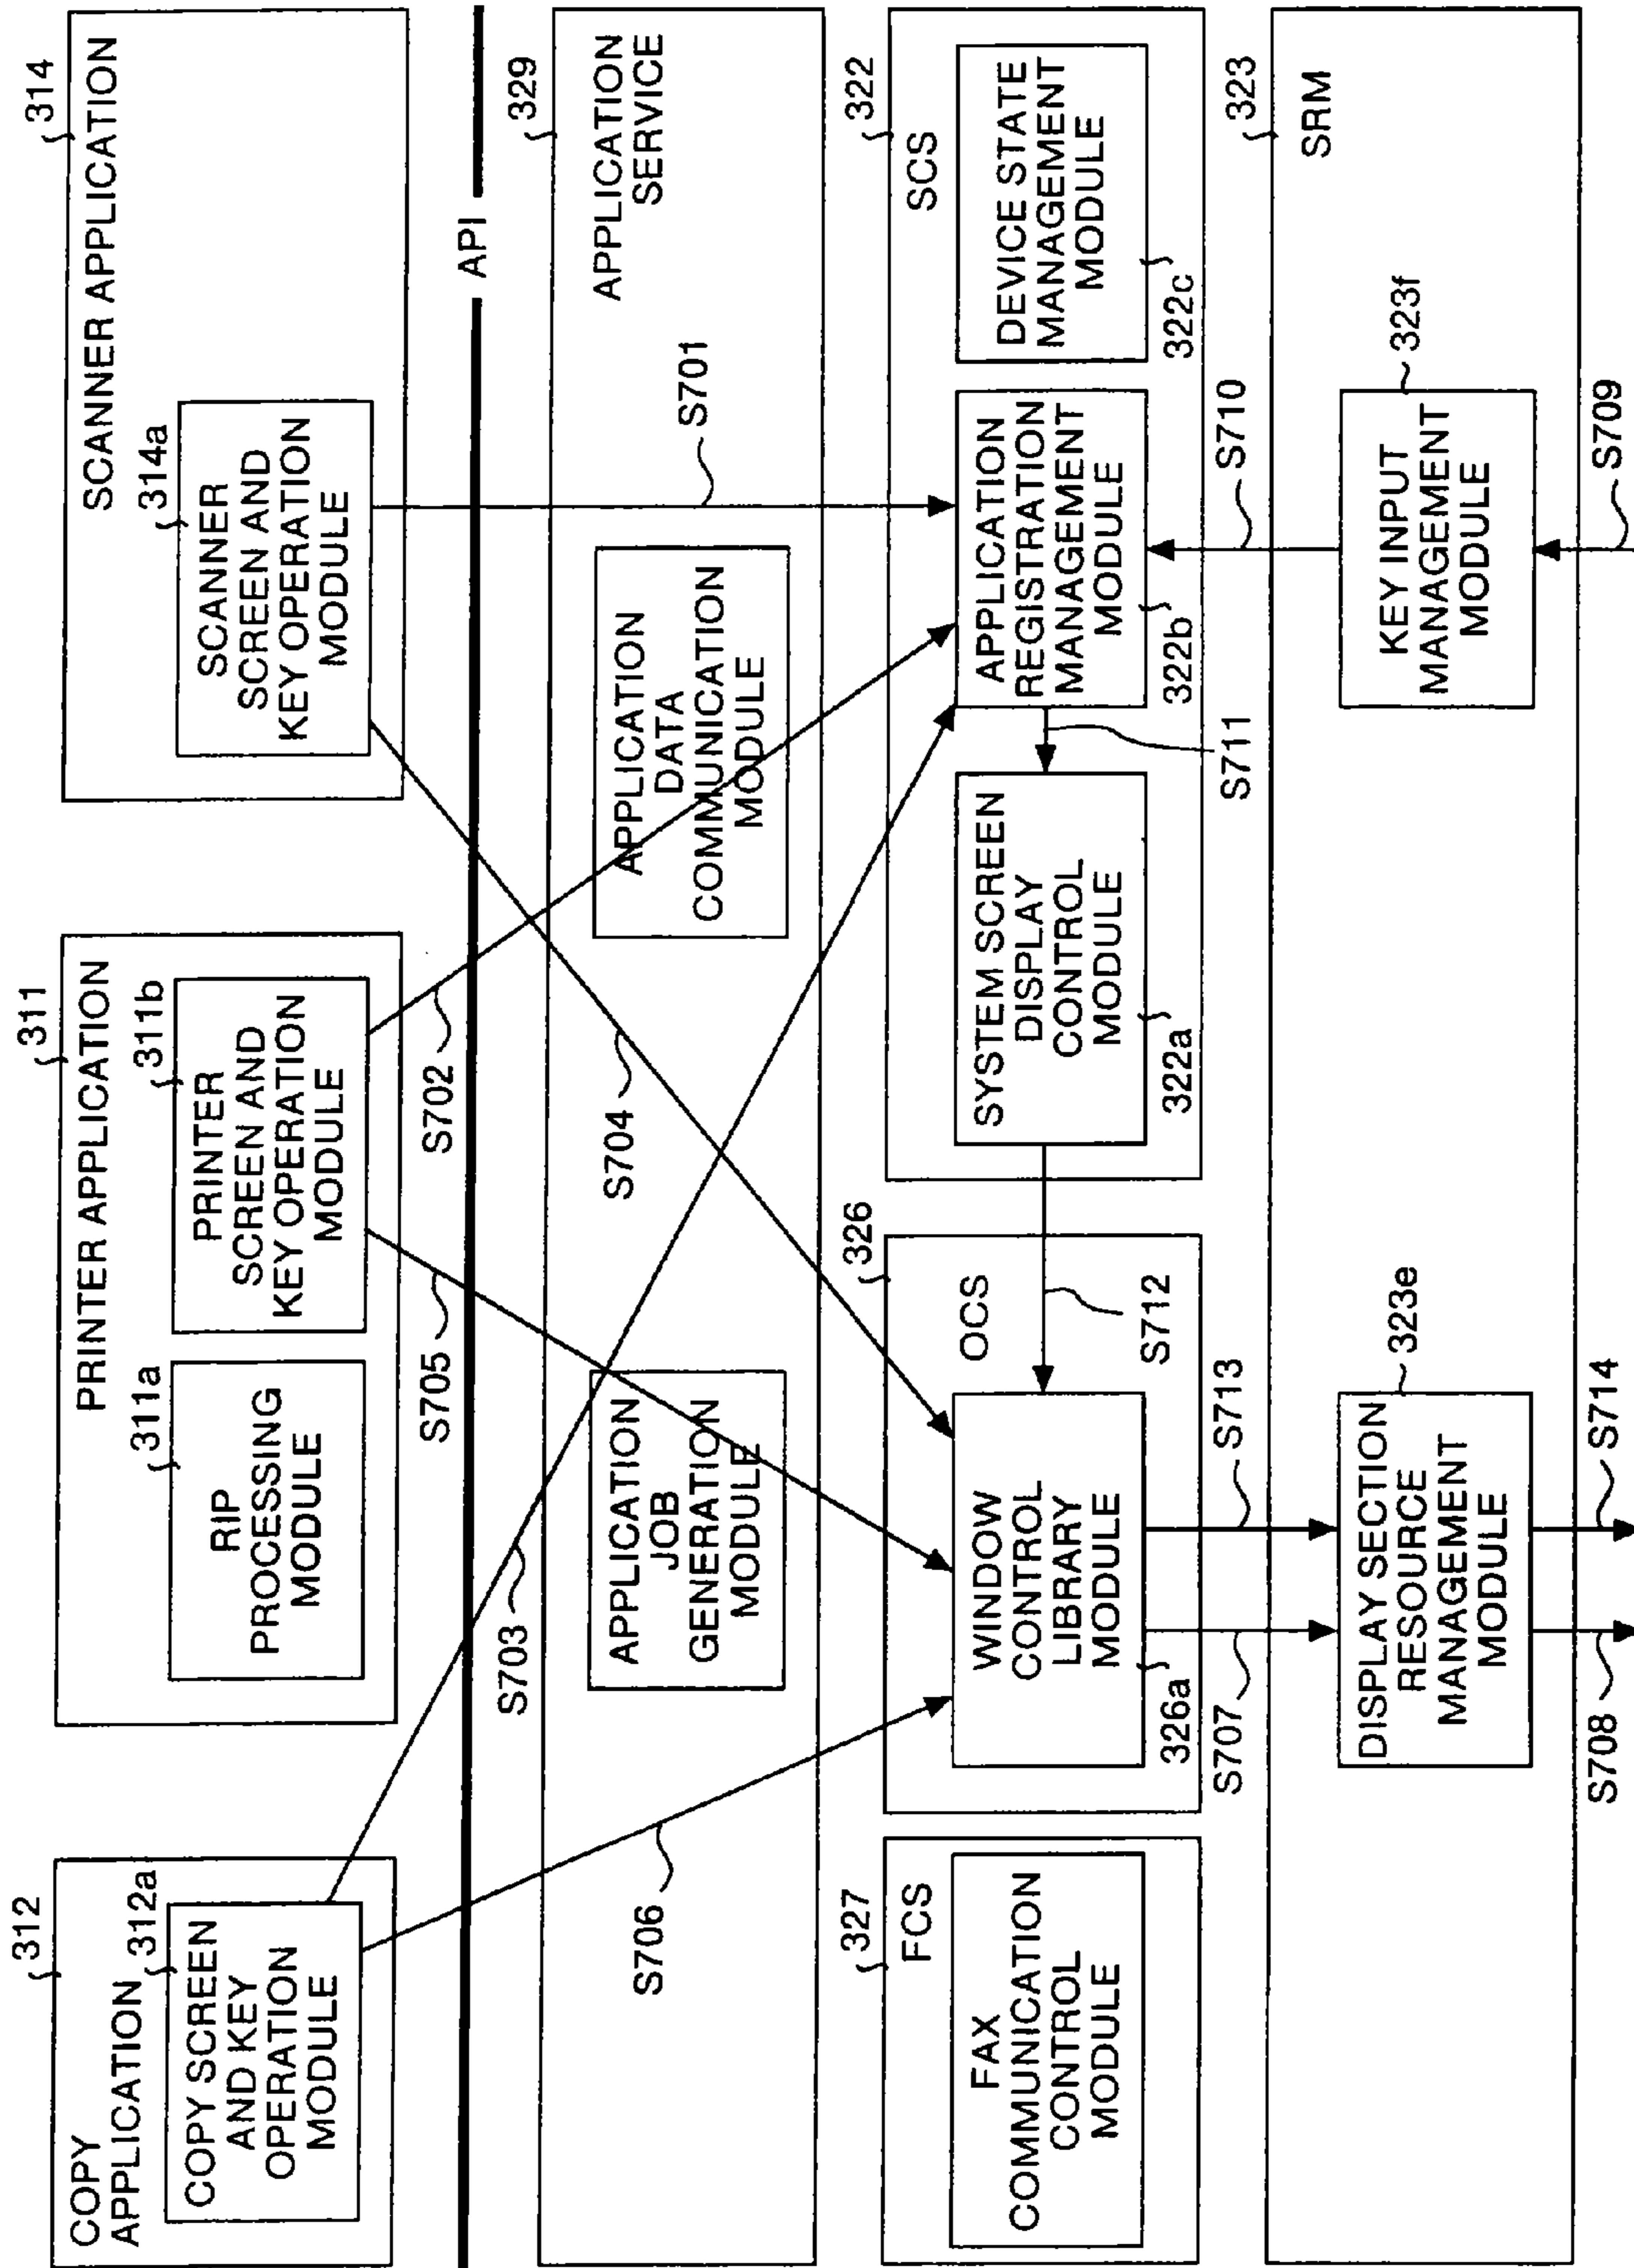 COPY
APPLICATION
312
312a
COPY SCREEN
AND KEY
OPERATION
MODULE
PRINTER APPLICATION
311
311a
RIP
PROCESSING
MODULE
311b
PRINTER
SCREEN AND
KEY OPERATION
MODULE
SCANNER APPLICATION
314
314a
SCANNER
SCREEN AND
KEY OPERATION
MODULE
API
S703
S705
S702
S704
S706
S701
329
APPLICATION
SERVICE
APPLICATION
JOB
GENERATION
MODULE
APPLICATION
DATA
COMMUNICATION
MODULE
327
FCS
FAX
COMMUNICATION
CONTROL
MODULE
326
OCS
WINDOW
CONTROL
LIBRARY
MODULE
326a
S712
322
SCS
SYSTEM SCREEN
DISPLAY
CONTROL
MODULE
322a
S711
APPLICATION
REGISTRATION
MANAGEMENT
MODULE
322b
DEVICE STATE
MANAGEMENT
MODULE
322c
S707
S713
S710
323
SRM
323e
DISPLAY SECTION
RESOURCE
MANAGEMENT
MODULE
323f
KEY INPUT
MANAGEMENT
MODULE
S708
S714
S709